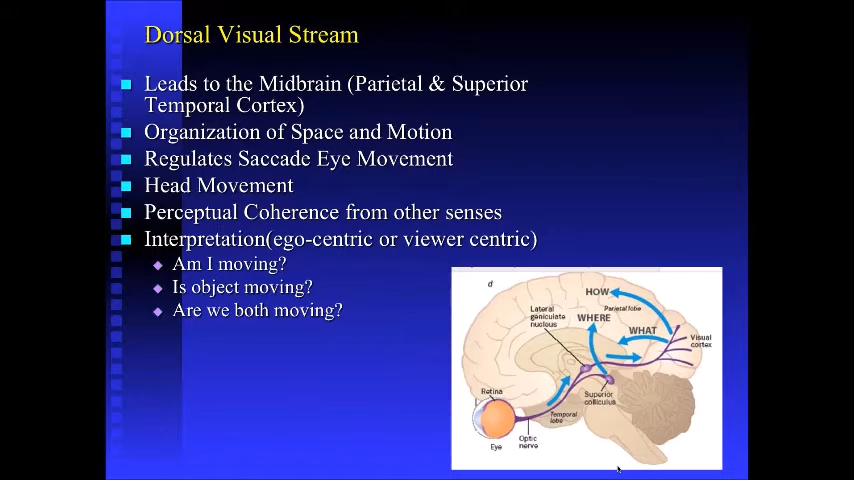 Dorsal Visual Stream
Leads to the Midbrain (Parietal & Superior
Temporal Cortex)
Organization of Space and Motion
Regulates Saccade Eye Movement
Head Movement
Perceptual Coherence from other senses
Interpretation(ego-centric or viewer centric)
Am I moving?
Is object moving?
Are we both moving?
d
HOW
Parietal lobe
Lateral
geniculate
nucleus
WHERE
WHAT
Visual
cortex
Retina
Superior
colliculus
Temporal
lobe
Eye
Optic
nerve